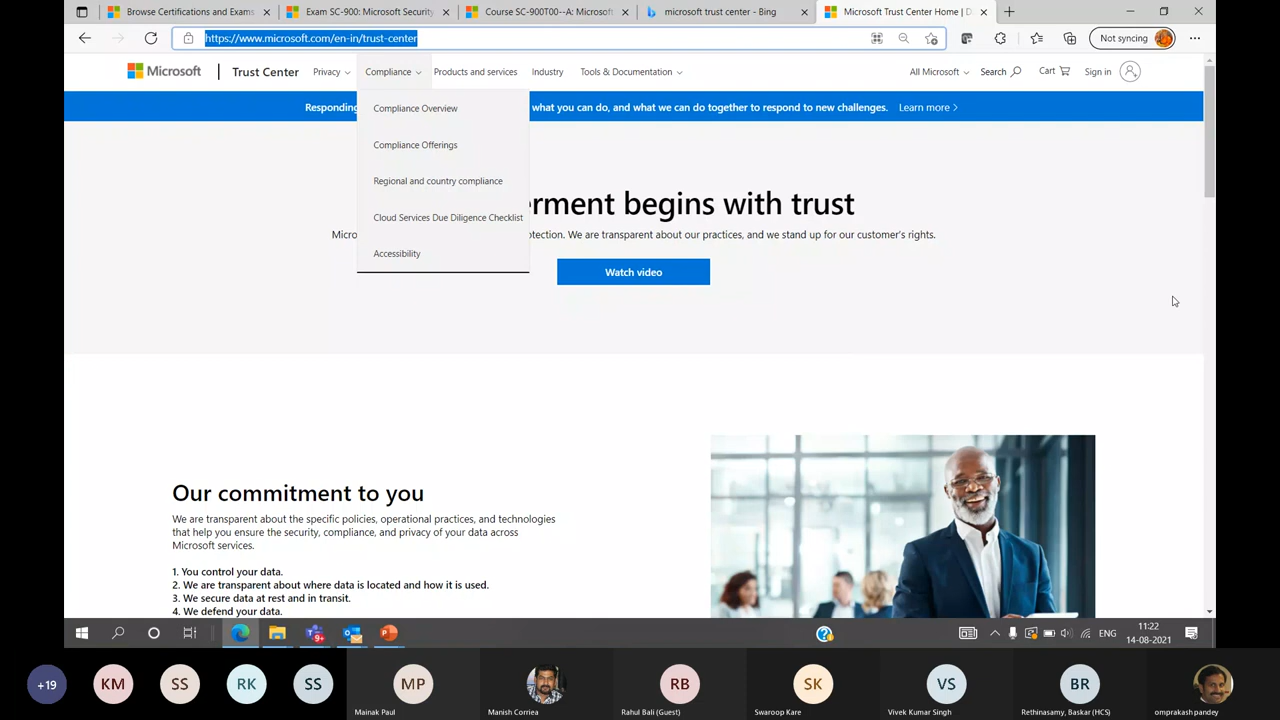 Browse Certifications and Exams
Exam SC-900: Microsoft Security
Course SC-900T00--A: Microsoft
microsoft trust center - Bing
Microsoft Trust Center Home | D
https://www.microsoft.com/en-in/trust-center
Not syncing
Microsoft
Trust Center
Privacy
Compliance
Products and services
Industry
Tools & Documentation
All Microsoft
Search
Cart
Sign in
Responding
what you can do, and what we can do together to respond to new challenges.
Learn more
Compliance Overview
Compliance Offerings
Regional and country compliance
Cloud Services Due Diligence Checklist
Accessibility
erment begins with trust
Micro
otection. We are transparent about our practices, and we stand up for our customer's rights.
Watch video
Our commitment to you
We are transparent about the specific policies, operational practices, and technologies
that help you ensure the security, compliance, and privacy of your data across
Microsoft services.
1. You control your data.
2. We are transparent about where data is located and how it is used.
3. We secure data at rest and in transit.
4. We defend your data.
9+
ENG
11:22
14-08-2021
+19
KM
SS
RK
SS
MP
Mainak Paul
Manish Corriea
RB
Rahul Bali (Guest)
SK
Swaroop Kare
VS
Vivek Kumar Singh
BR
Rethinasamy, Baskar (HCS)
omprakash pandey